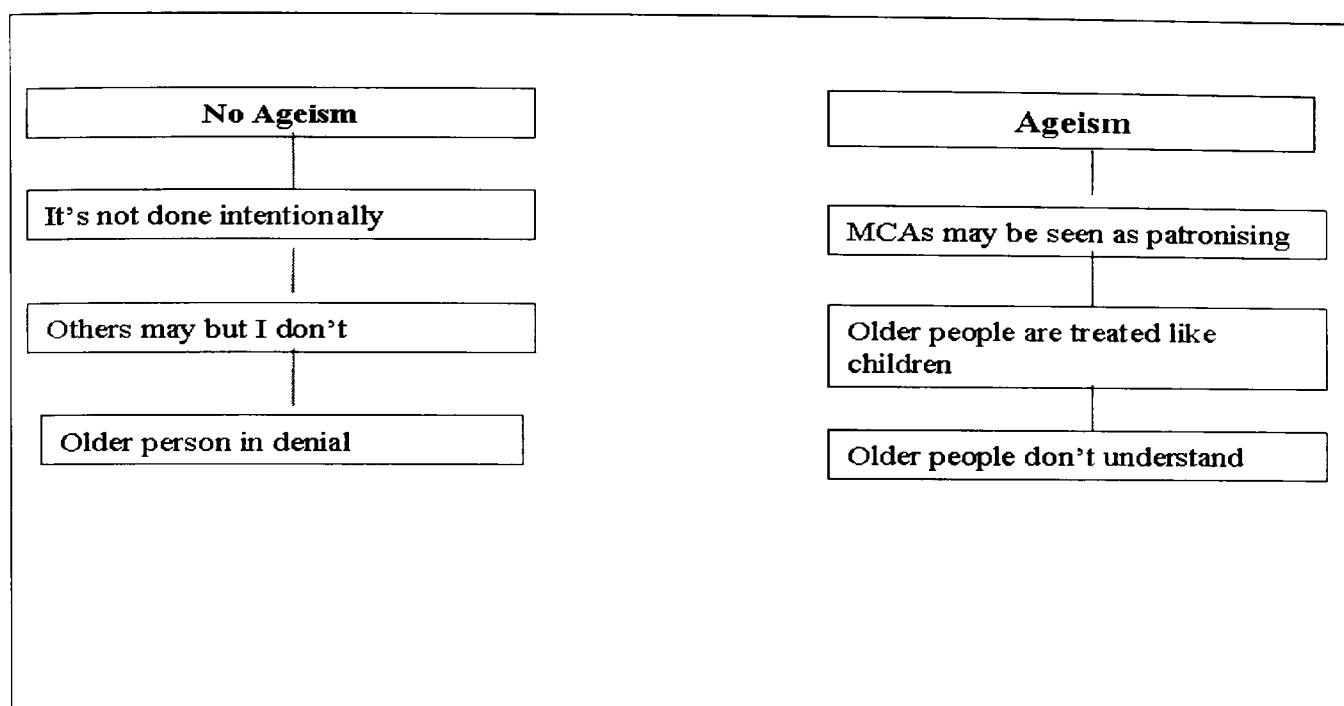 No Ageism
It's not done intentionally
Others may but I don't
Older person in denial
Ageism
MCAs may be seen as patronising
Older people are treated like
children
Older people don't understand